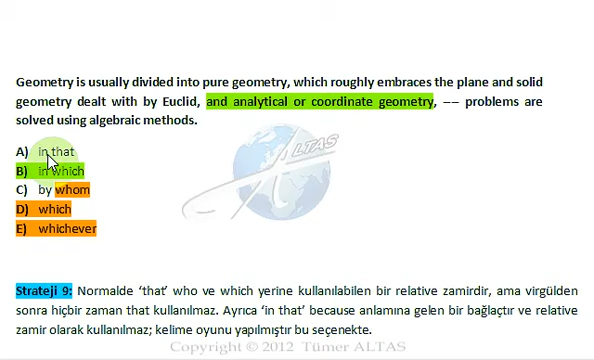 Geometry is usually divided into pure geometry, which roughly embraces the plane and solid
geometry dealt with by Euclid, and analytical or coordinate geometry, –– problems are
solved using algebraic methods.
A) in that
B) in which
C) by whom
D) which
E) whichever
ALTAS
Strateji 9: Normalde 'that' who ve which yerine kullanılabilen bir relative zamirdir, ama virgülden
sonra hiçbir zaman that kullanılmaz. Ayrıca 'in that' because anlamına gelen bir bağlaçtır ve relative
zamir olarak kullanılmaz; kelime oyunu yapılmıştır bu seçenekte.
Copyright © 2012 Tümer ALTAS